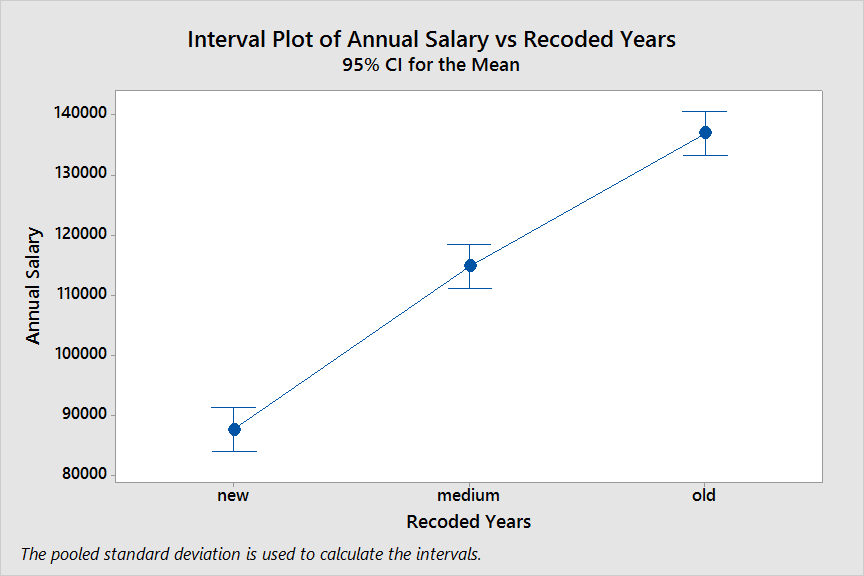 Interval Plot of Annual Salary vs Recoded Years
95% CI for the Mean
140000
130000
120000
110000
100000
90000
80000
Annual Salary
new medium old
Recoded Years
The pooled standard deviation is used to calculate the intervals.